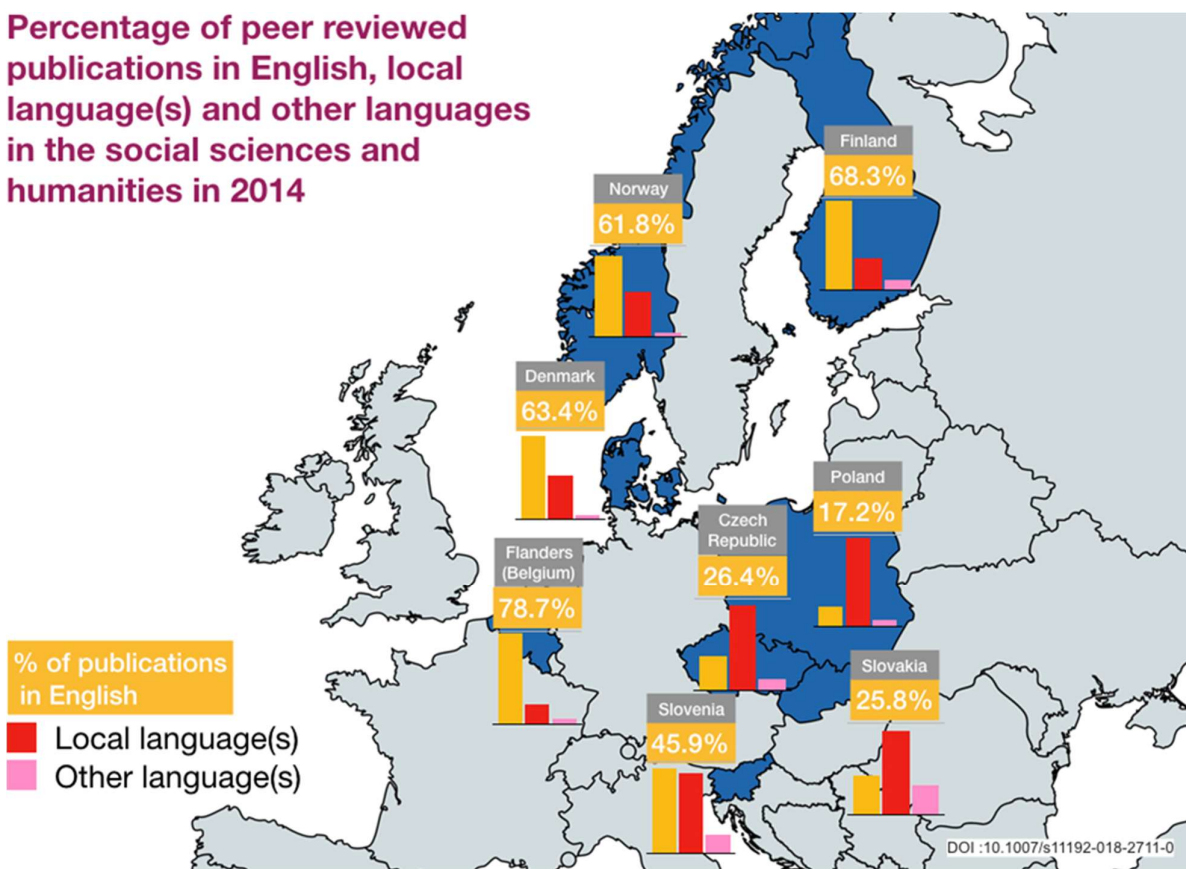 Percentage of peer reviewed
publications in English, local
language(s) and other languages
in the social sciences and
humanities in 2014
Finland
68.3%
Norway
61.8%
Denmark
63.4%
Poland
17.2%
Czech
Republic
26.4%
Flanders
(Belgium)
78.7%
Slovakia
25.8%
Slovenia
45.9%
% of publications
in English
Local language(s)
Other language(s)
DOI :10.1007/s11192-018-2711-0